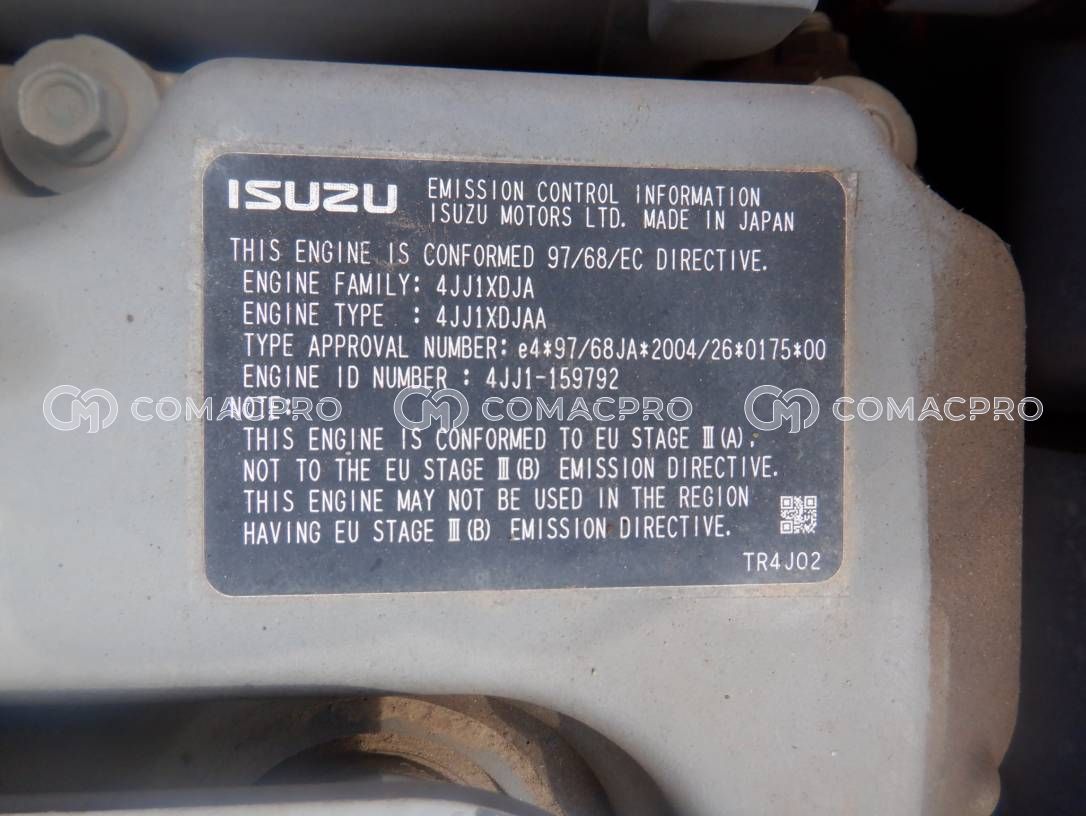 ISUZU
EMISSION CONTROL INFORMATION
ISUZU MOTORS LTD. MADE IN JAPAN
THIS ENGINE IS CONFORMED 97/68/EC DIRECTIVE.
ENGINE FAMILY: 4JJ1XDJA
ENGINE TYPE : 4JJ1XDJAA
TYPE APPROVAL NUMBER: e4*97/68JA*2004/26*0175*00
ENGINE ID NUMBER : 4JJ1-159792
NOTE:
COMACPRO COMACPRO COMACPRO
THIS ENGINE IS CONFORMED TO EU STAGE Ⅲ(A),
NOT TO THE EU STAGE Ⅲ(B) EMISSION DIRECTIVE.
THIS ENGINE MAY NOT BE USED IN THE REGION
HAVING EU STAGE Ⅲ(B) EMISSION DIRECTIVE.
TR4J02